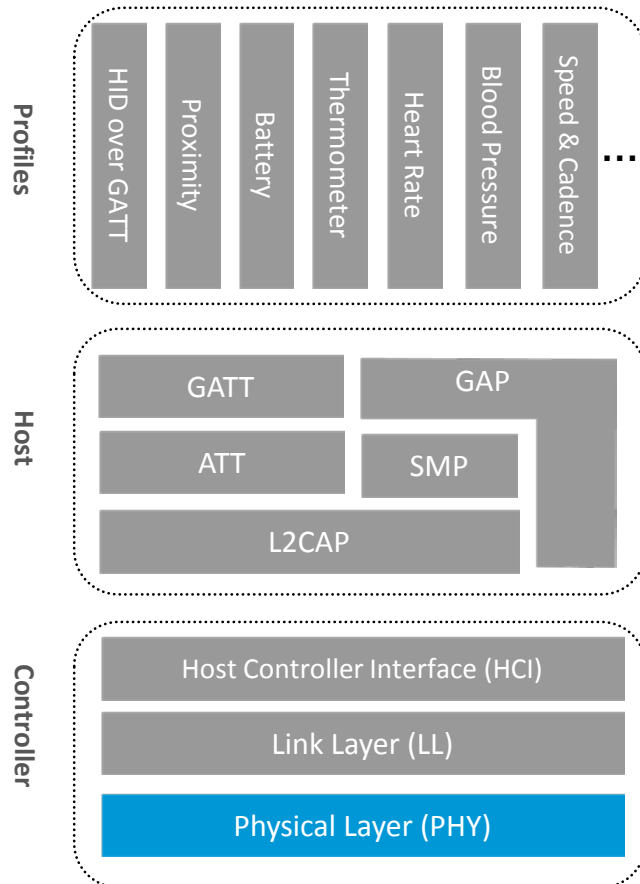 Profiles
HID over GATT
Proximity
Battery
Thermometer
Heart Rate
Blood Pressure
Speed & Cadence
...
Host
GATT
GAP
ATT
SMP
L2CAP
Controller
Host Controller Interface (HCI)
Link Layer (LL)
Physical Layer (PHY)